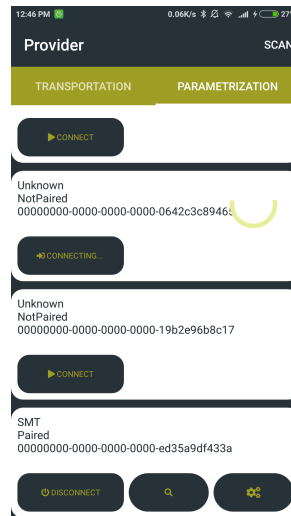 12:46 PM 0.06K/s 27%
Provider SCAN
TRANSPORTATION PARAMETRIZATION
CONNECT
Unknown
NotPaired
00000000-0000-0000-0000-0642c3c8946
CONNECTING...
Unknown
NotPaired
00000000-0000-0000-0000-19b2e96b8c17
CONNECT
SMT
Paired
00000000-0000-0000-0000-ed35a9df433a
DISCONNECT